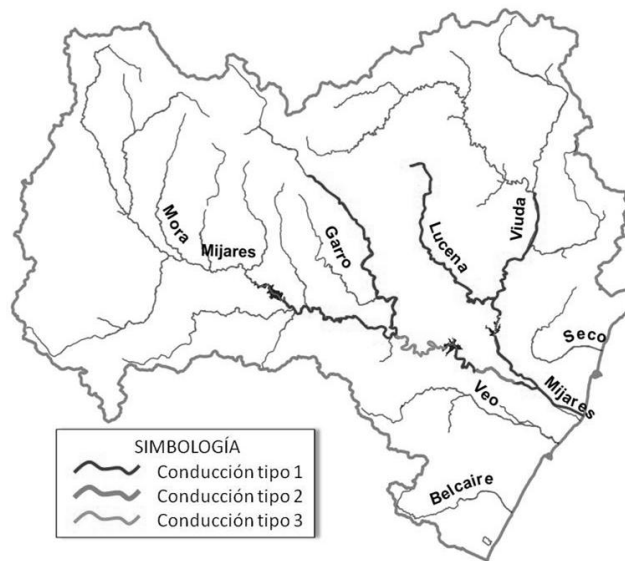 Mora
Mijares
Garro
Lucena
Viuda
Seco
Mijares
Veo
Belcaire
SIMBOLOGÍA
Conducción tipo 1
Conducción tipo 2
Conducción tipo 3